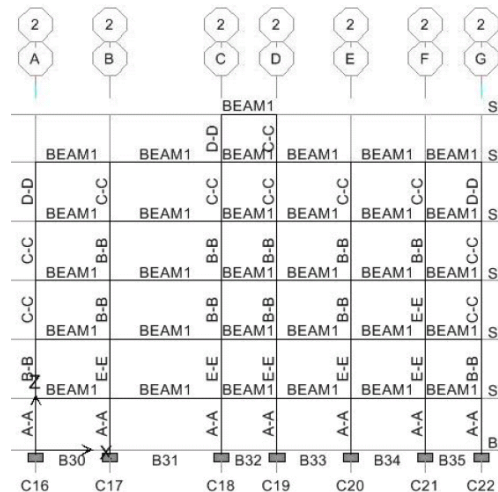 2 2 2 2 2 2 2
A B C D E F G
BEAM1 S
D-D C-C
BEAM1 BEAM1 BEAM1 BEAM1 BEAM1 BEAM1 S
D-D C-C C-C C-C C-C C-C D-D
BEAM1 BEAM1 BEAM1 BEAM1 BEAM1 BEAM1 S
C-C B-B B-B B-B B-B B-B C-C
BEAM1 BEAM1 BEAM1 BEAM1 BEAM1 BEAM1 S
C-C B-B B-B B-B B-B E-E C-C
BEAM1 BEAM1 BEAM1 BEAM1 BEAM1 BEAM1 S
B-B E-E E-E E-E E-E E-E B-B
Z
BEAM1 BEAM1 BEAM1 BEAM1 BEAM1 BEAM1 S
A-A A-A A-A A-A A-A A-A A-A
X B
B30 B31 B32 B33 B34 B35
C16 C17 C18 C19 C20 C21 C22